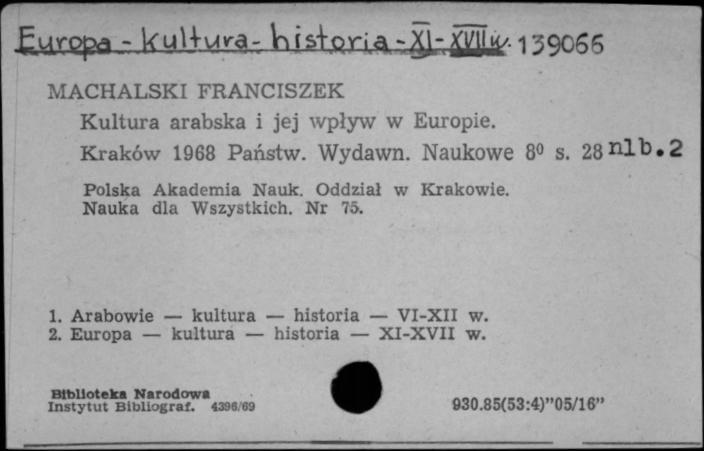 Europa - kultura - historia - XI - XVII w. 139066
MACHALSKI FRANCISZEK
Kultura arabska i jej wpływ w Europie.
Kraków 1968 Państw. Wydawn. Naukowe 8⁰ s. 28 nlb. 2
Polska Akademia Nauk. Oddział w Krakowie.
Nauka dla Wszystkich. Nr 75.
1. Arabowie — kultura — historia — VI-XII w.
2. Europa — kultura — historia — XI-XVII w.
Biblioteka Narodowa
Instytut Bibliograf. 4396/69
930.85(53:4)"05/16"